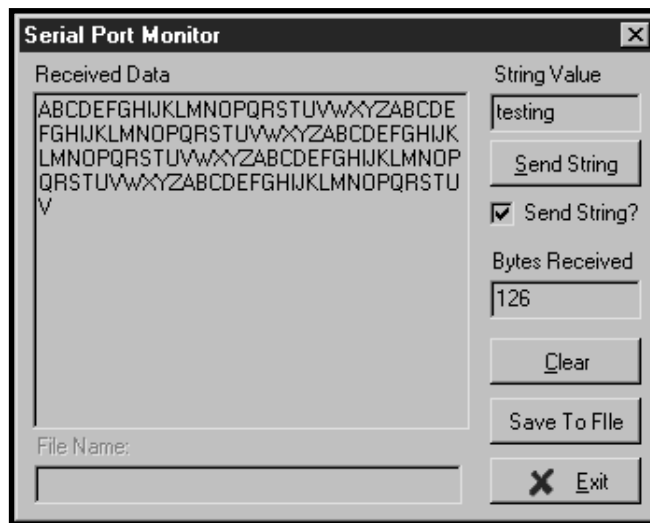 Serial Port Monitor
Received Data
ABCDEFGHIJKLMNOPQRSTUVWXYZABCDE
FGHIJKLMNOPQRSTUVWXYZABCDEFGHIJK
LMNOPQRSTUVWXYZABCDEFGHIJKLMNOP
QRSTUVWXYZABCDEFGHIJKLMNOPQRSTU
V
File Name:
String Value
testing
Send String
Send String?
Bytes Received
126
Clear
Save To FIle
Exit